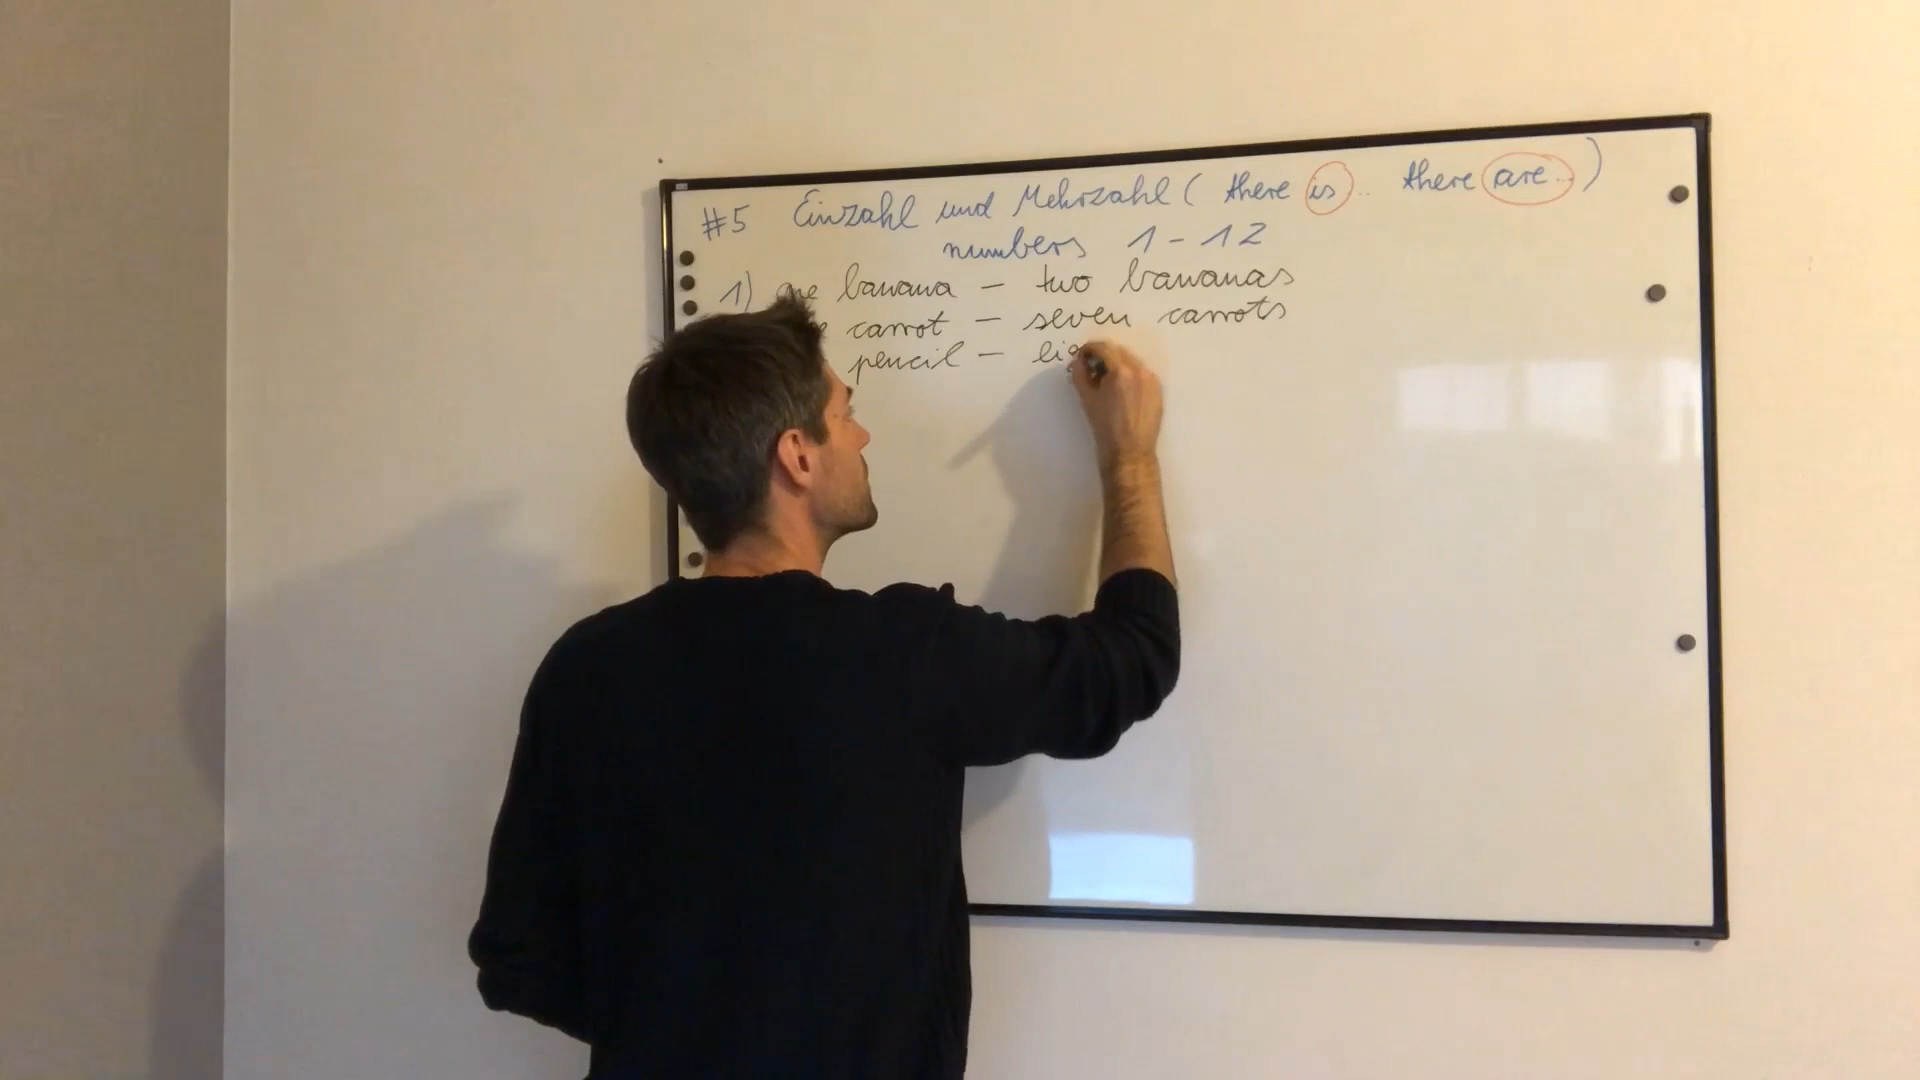 #5 Einzahl und Mehrzahl ( there is .. there are ... )
numbers 1 - 12
1) one banana – two bananas
carrot – seven carrots
pencil –